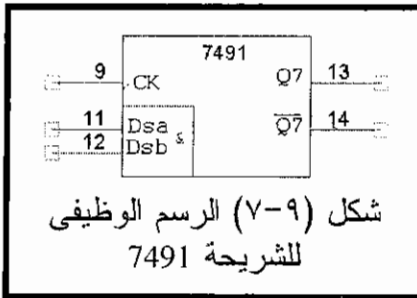 7491
9 CK Q7 13
11 Dsa & Q7 14
12 Dsb
شكل (٩-٧) الرسم الوظيفى
للشريحة 7491